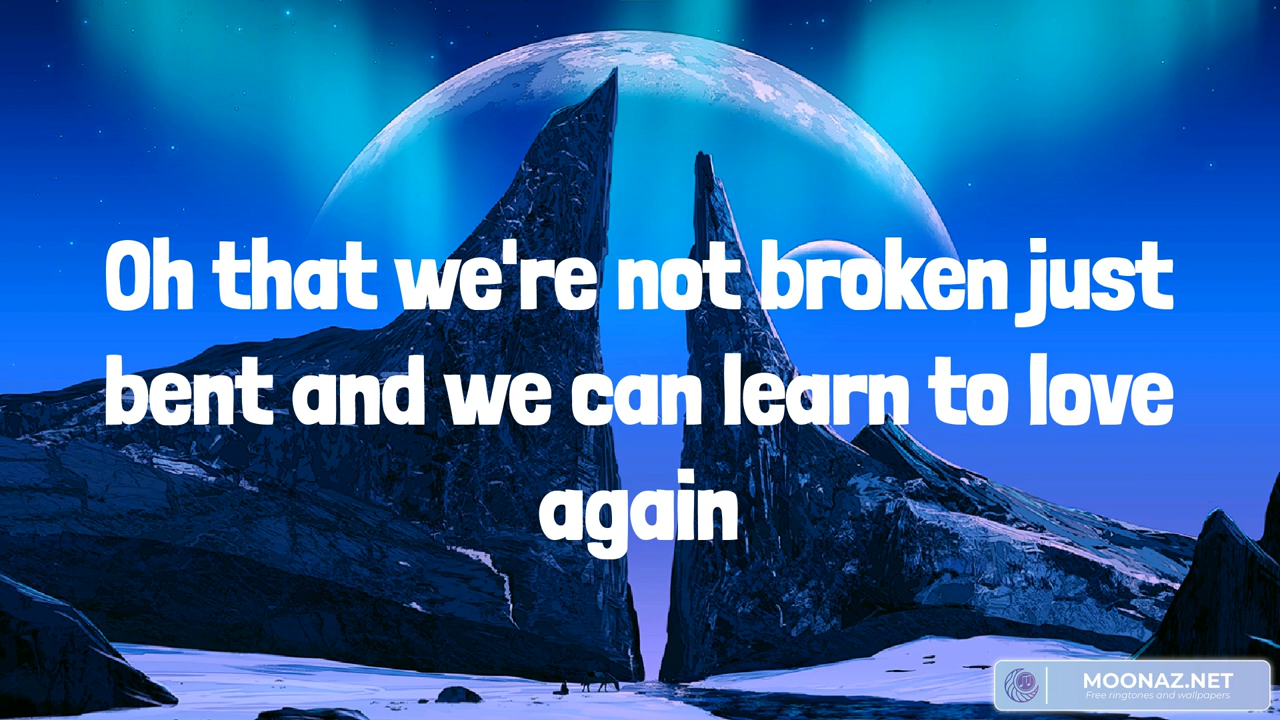 Oh that we're not broken just
bent and we can learn to love
again
MOONAZ.NET
Free ringtones and wallpapers